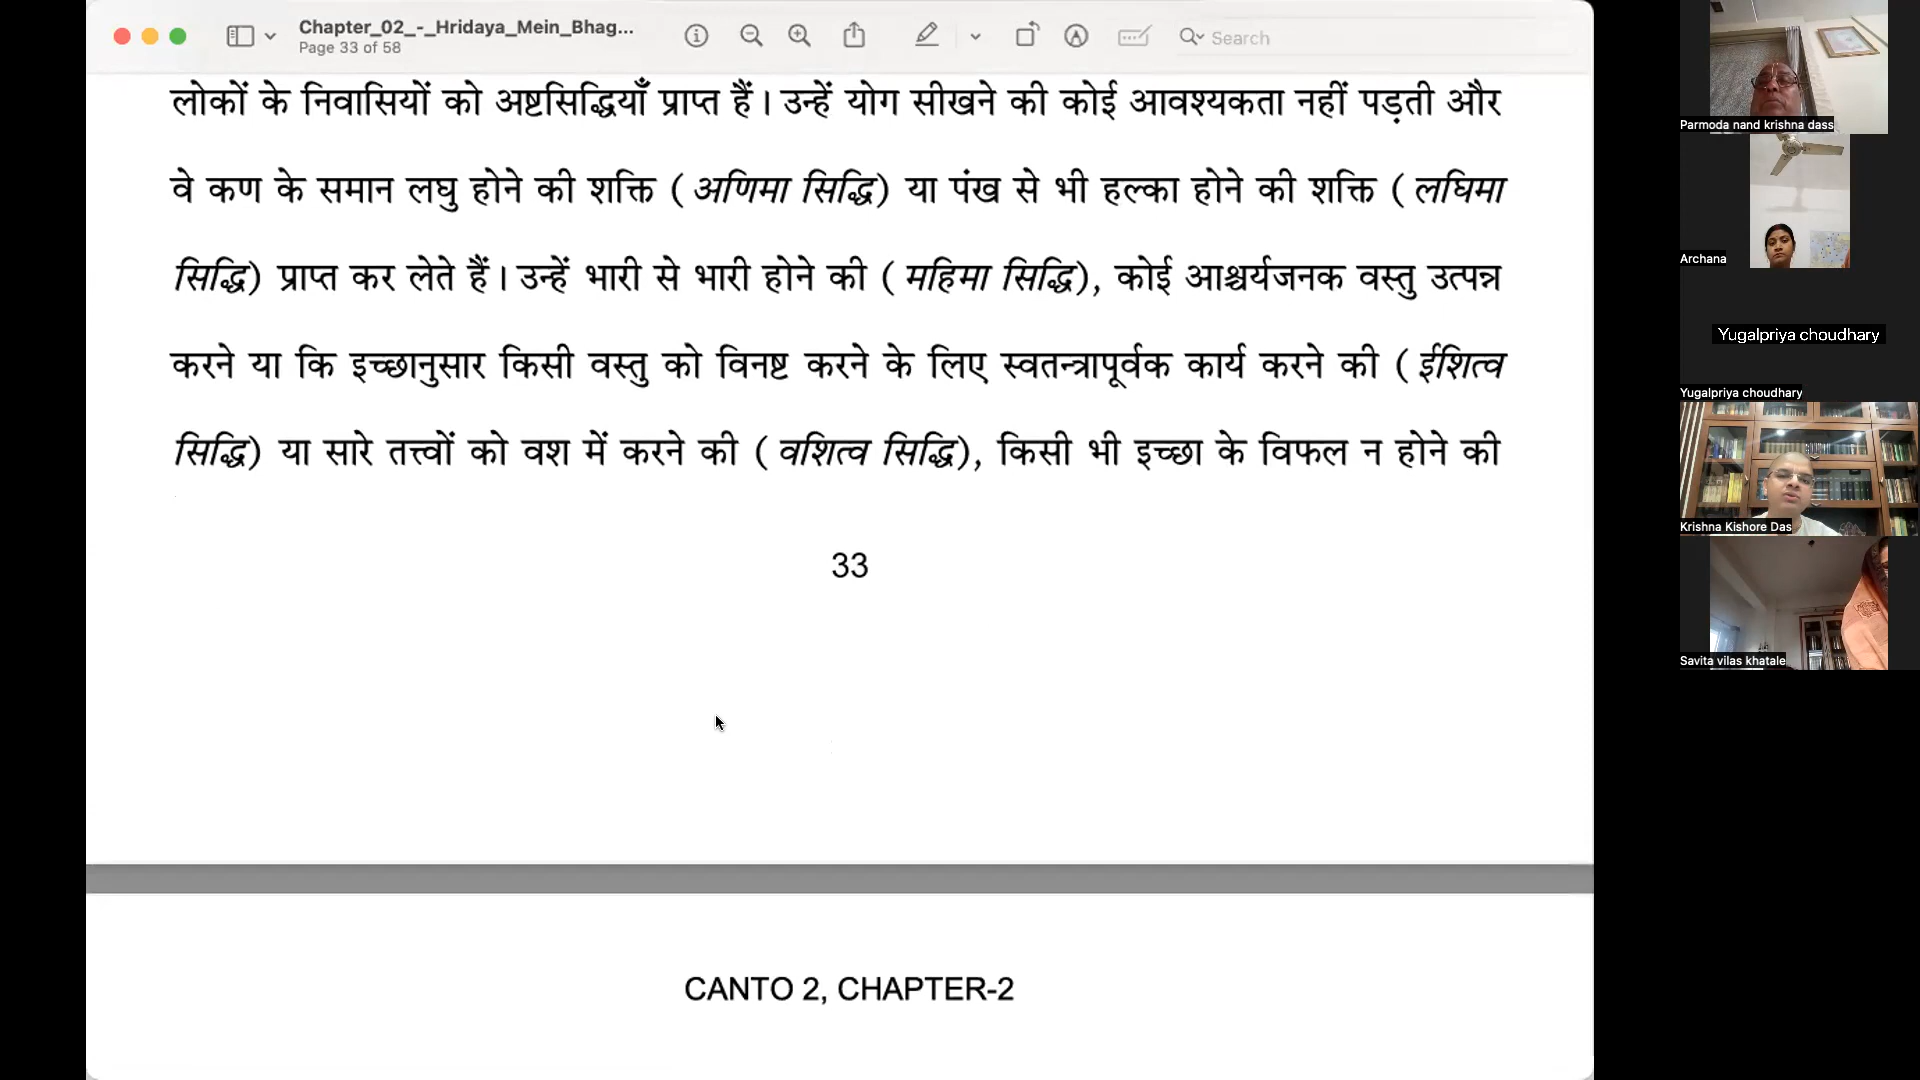 Chapter_02_-_Hridaya_Mein_Bhag...
Page 33 of 58
Search
लोकों के निवासियों को अष्टसिद्धियाँ प्राप्त हैं। उन्हें योग सीखने की कोई आवश्यकता नहीं पड़ती और
वे कण के समान लघु होने की शक्ति (अणिमा सिद्धि) या पंख से भी हल्का होने की शक्ति (लघिमा
सिद्धि) प्राप्त कर लेते हैं। उन्हें भारी से भारी होने की (महिमा सिद्धि), कोई आश्चर्यजनक वस्तु उत्पन्न
करने या कि इच्छानुसार किसी वस्तु को विनष्ट करने के लिए स्वतन्त्रापूर्वक कार्य करने की (ईशित्व
सिद्धि) या सारे तत्त्वों को वश में करने की (वशित्व सिद्धि), किसी भी इच्छा के विफल न होने की
33
CANTO 2, CHAPTER-2
Parmoda nand krishna dass
Archana
Yugalpriya choudhary
Yugalpriya choudhary
Krishna Kishore Das
Savita vilas khatale